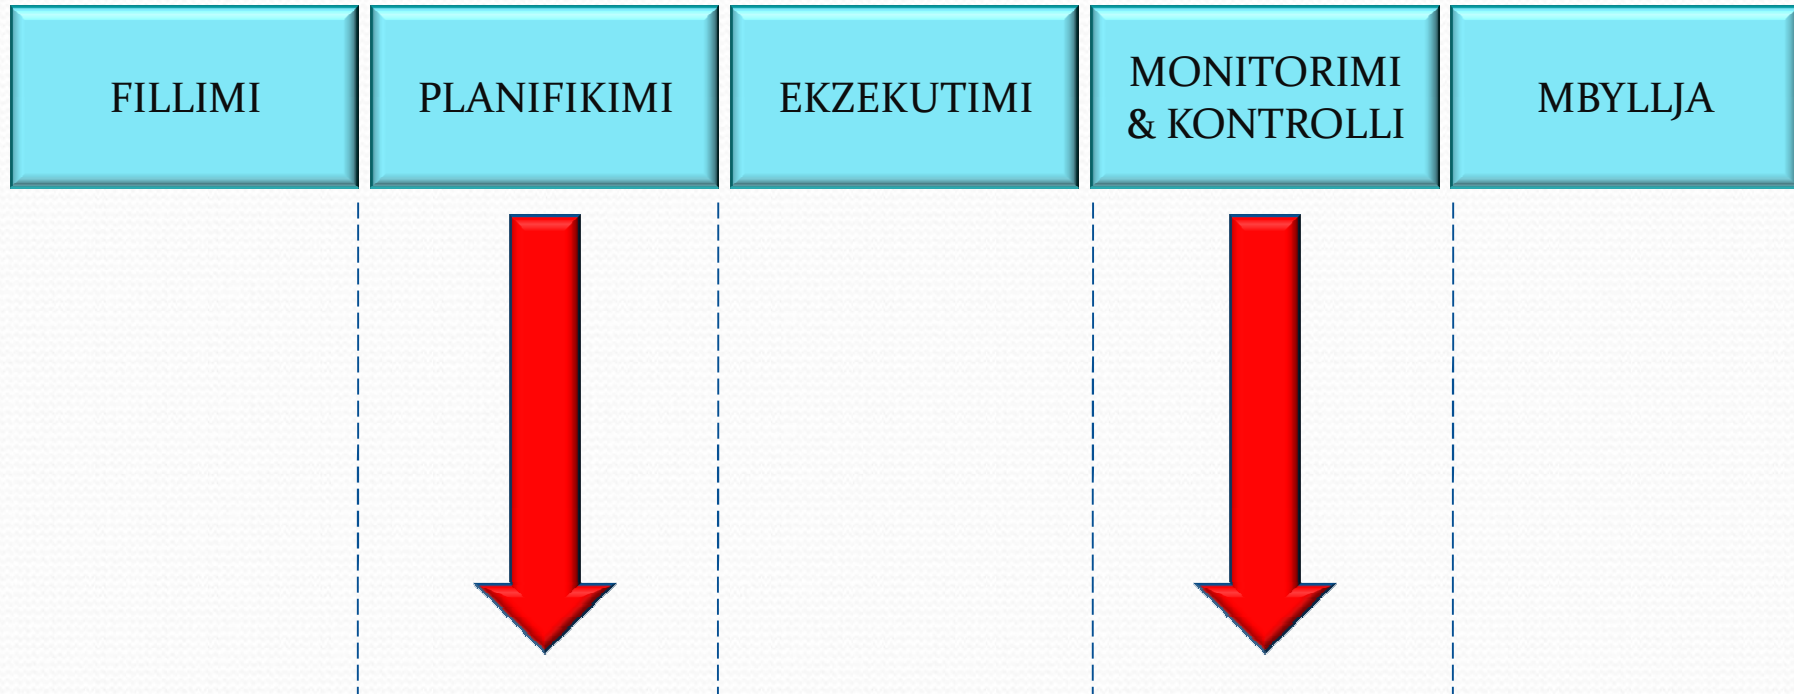 FILLIMI
PLANIFIKIMI
EKZEKUTIMI
MONITORIMI
& KONTROLLI
MBYLLJA